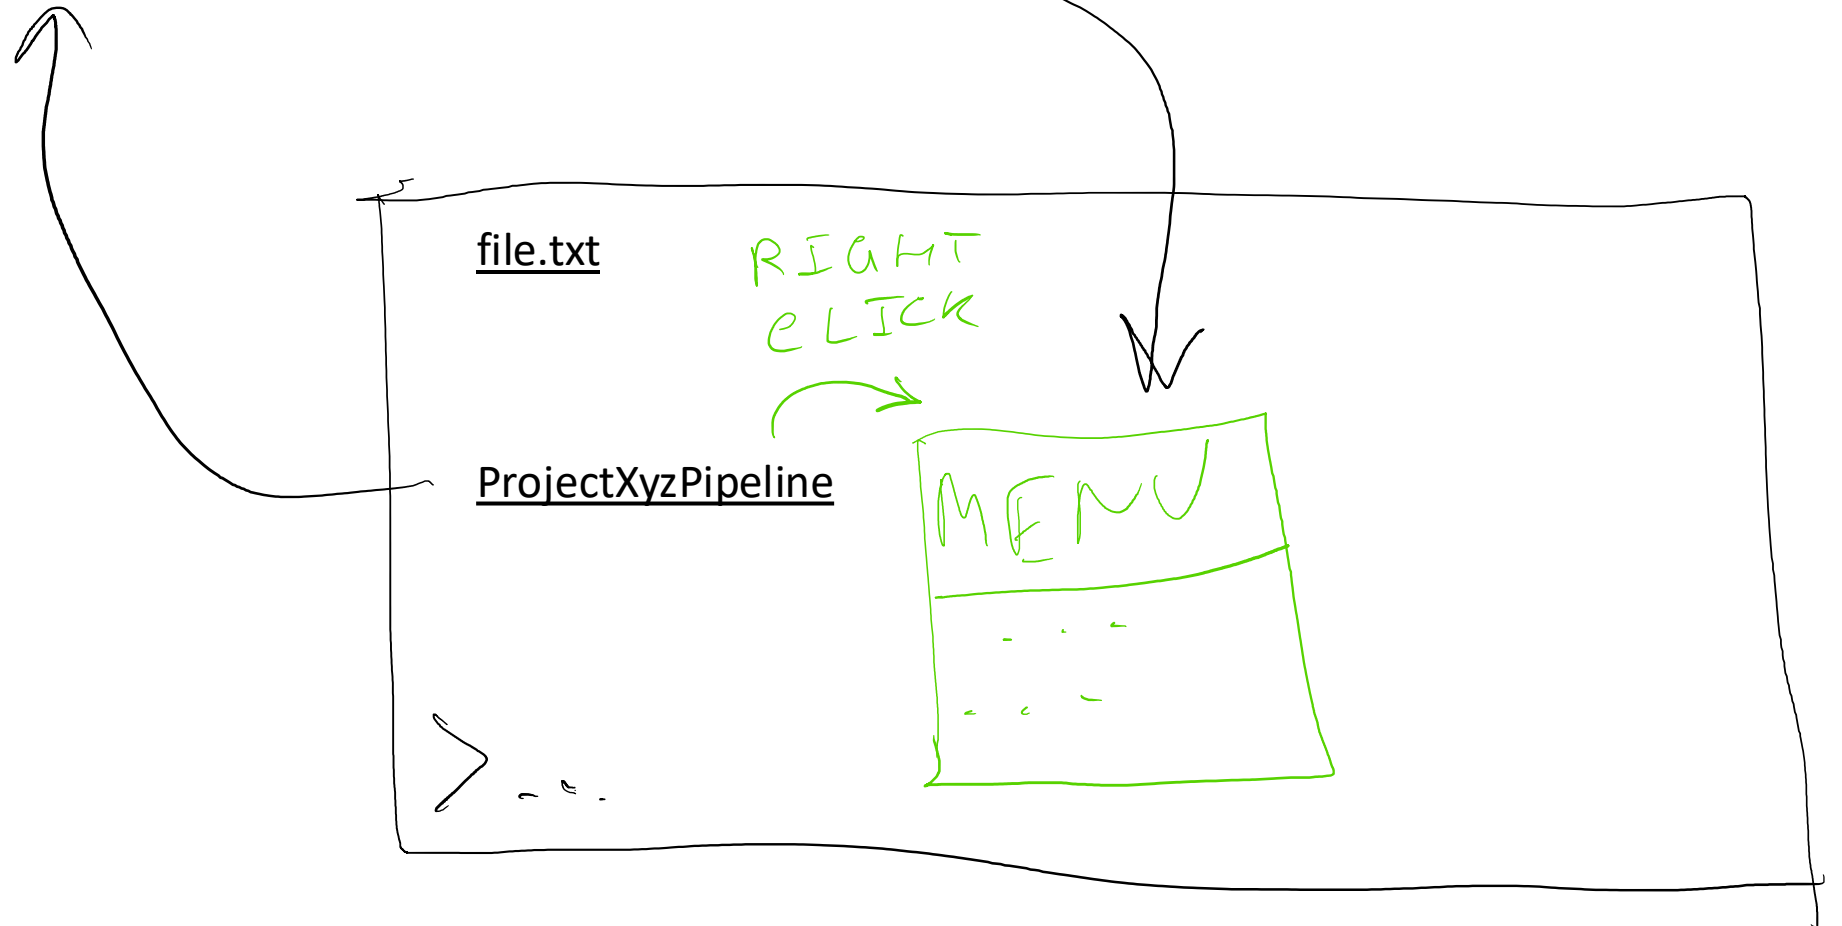 file.txt
RIGHT
CLICK
ProjectXyzPipeline
MENU
...
...
>...